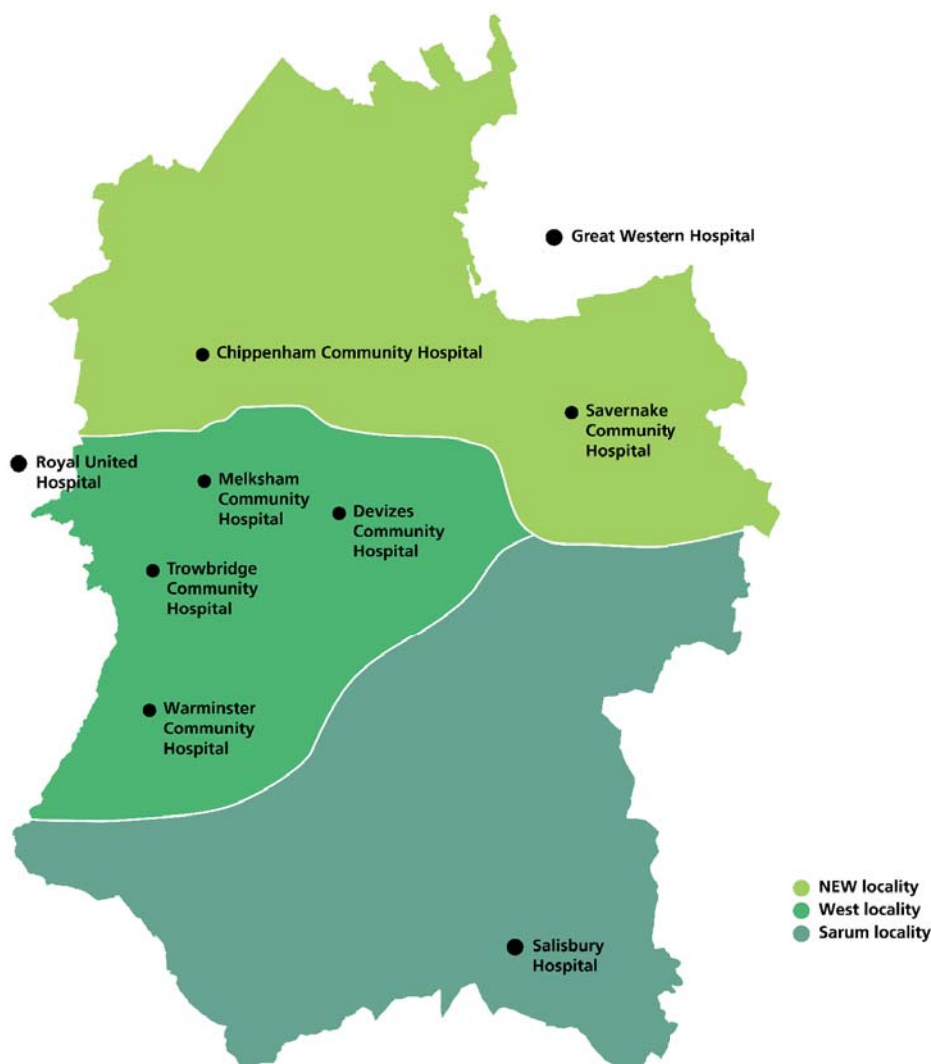 Great Western Hospital
Chippenham Community Hospital
Savernake
Community
Hospital
Royal United
Hospital
Melksham
Community
Hospital
Devizes
Community
Hospital
Trowbridge
Community
Hospital
Warminster
Community
Hospital
NEW locality
West locality
Sarum locality
Salisbury
Hospital